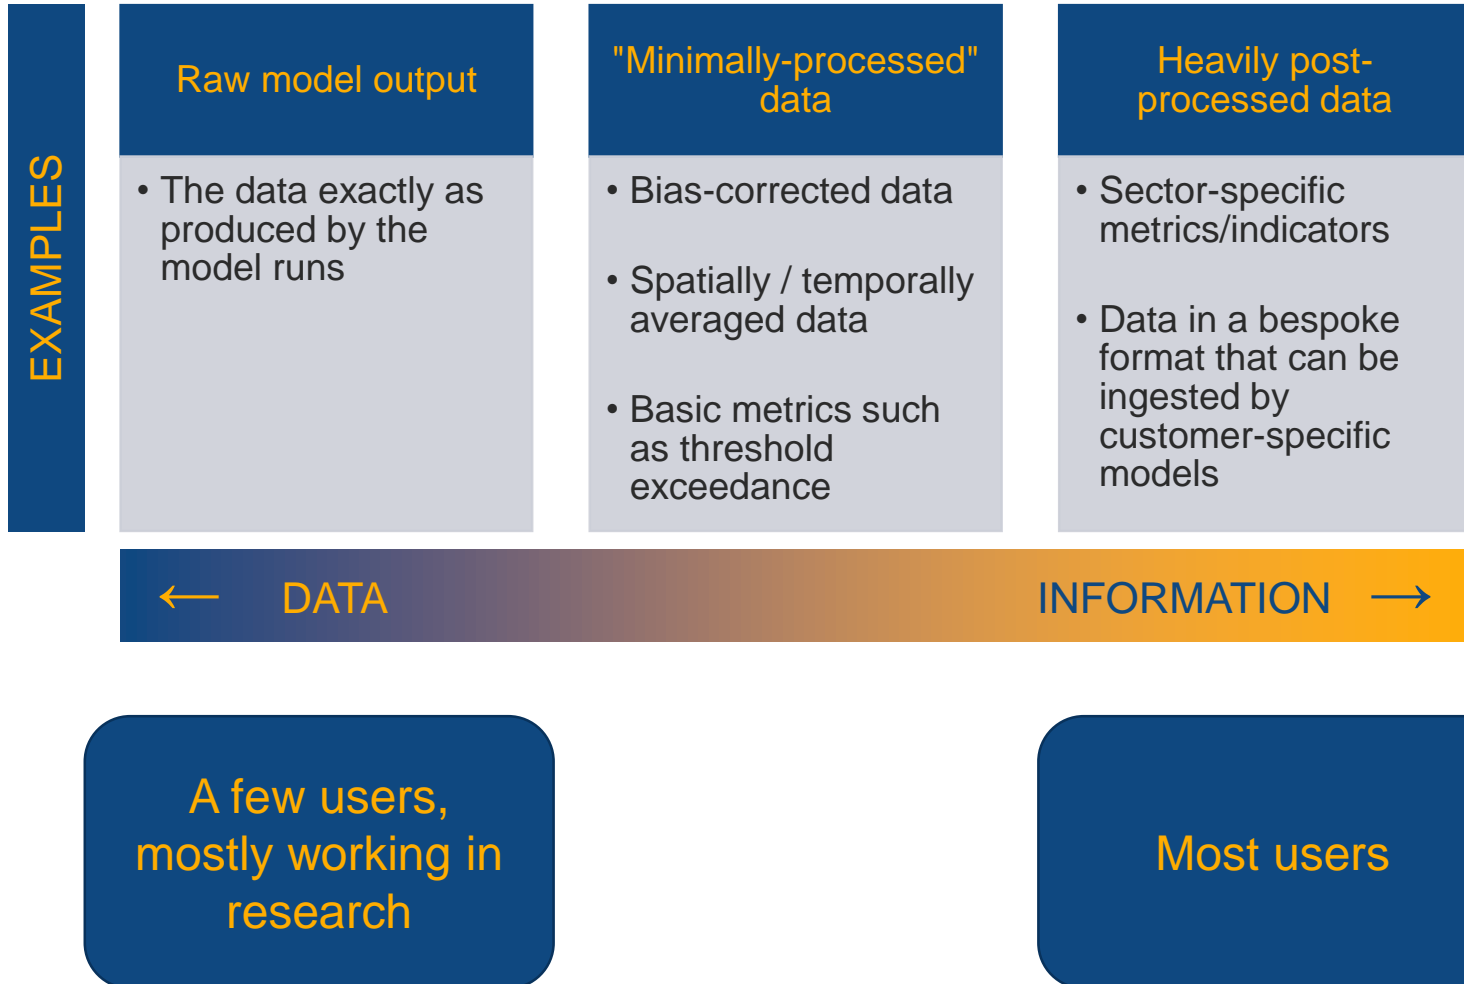 EXAMPLES
Raw model output
• The data exactly as
produced by the
model runs
"Minimally-processed"
data
• Bias-corrected data
• Spatially / temporally
averaged data
• Basic metrics such
as threshold
exceedance
Heavily post-
processed data
• Sector-specific
metrics/indicators
• Data in a bespoke
format that can be
ingested by
customer-specific
models
← DATA
INFORMATION →
A few users,
mostly working in
research
Most users